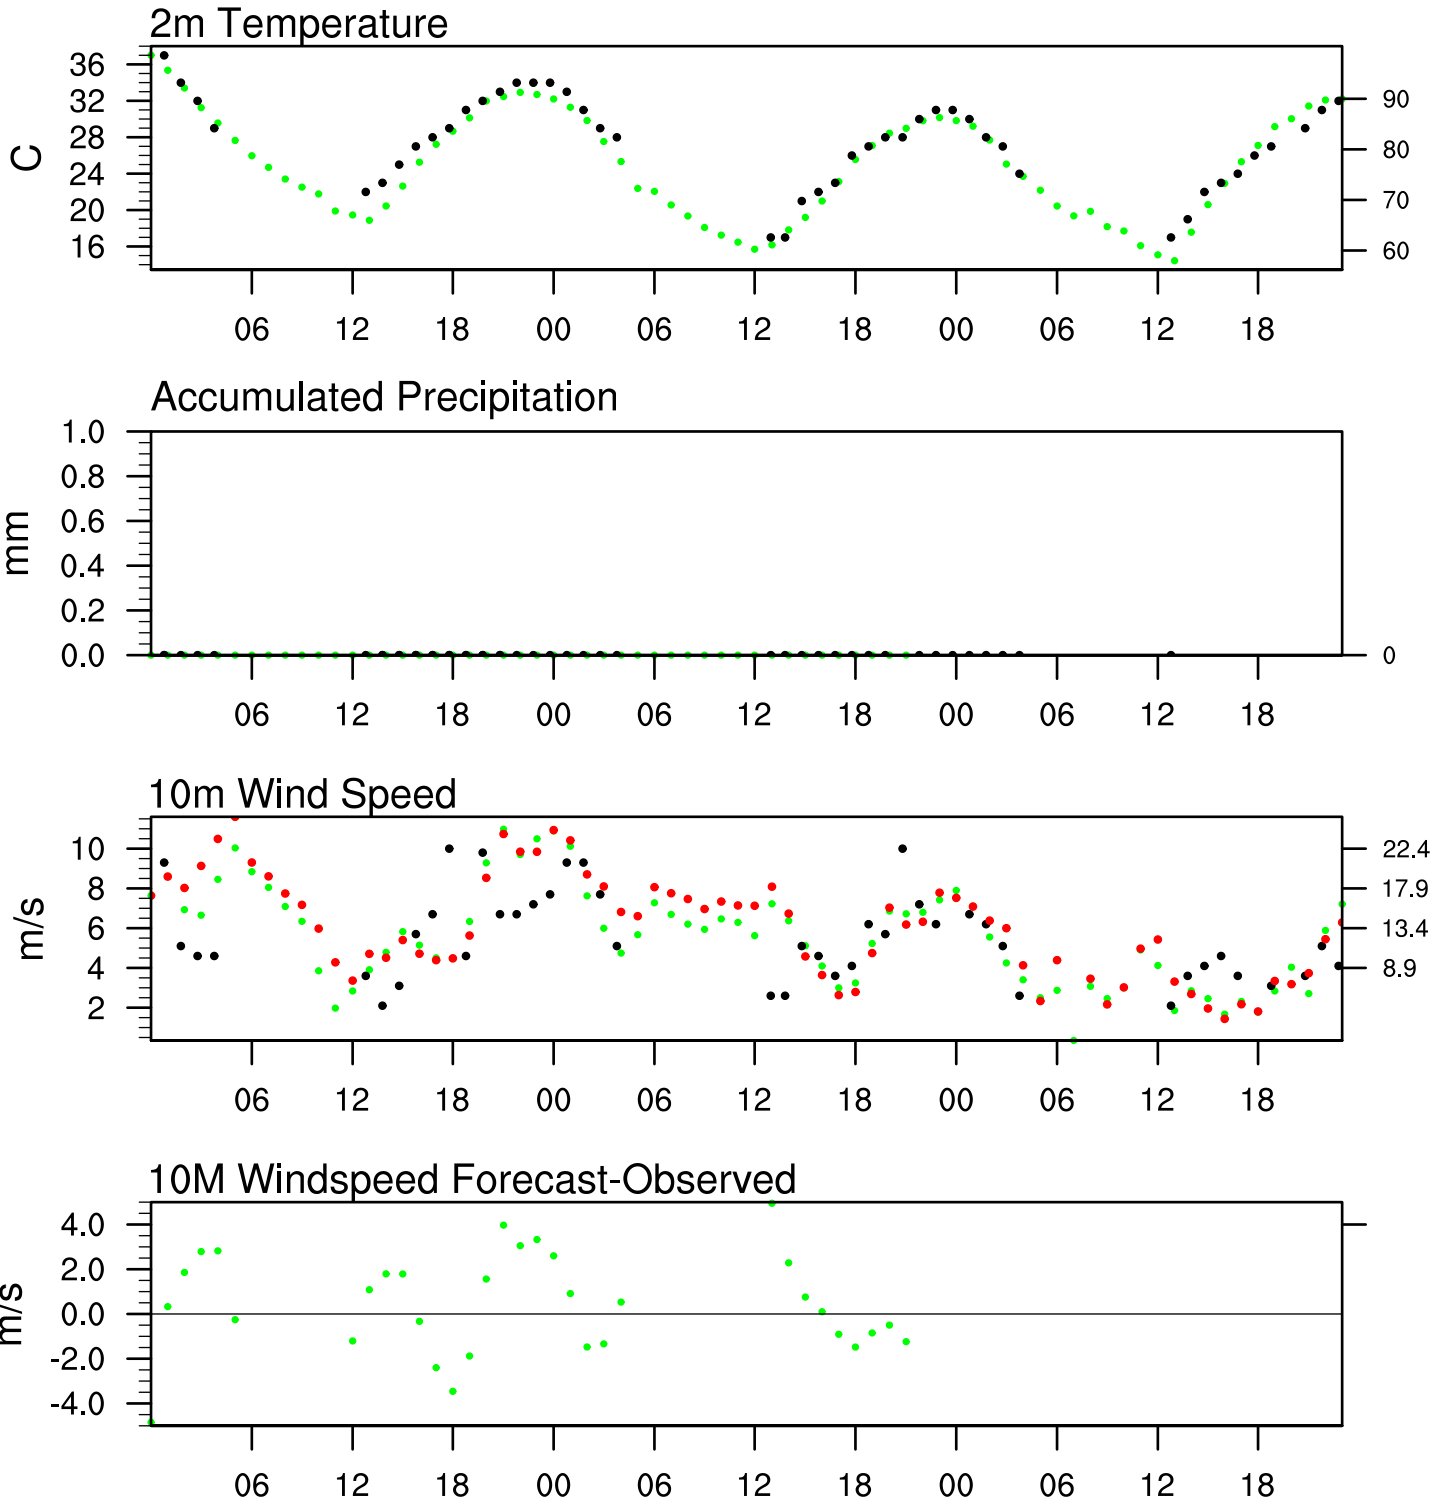 2m Temperature
36
32
28
24
20
16
C
90
80
70
60
06 12 18 00 06 12 18 00 06 12 18
Accumulated Precipitation
1.0
0.8
0.6
0.4
0.2
0.0
mm
0
06 12 18 00 06 12 18 00 06 12 18
10m Wind Speed
10
8
6
4
2
m/s
22.4
17.9
13.4
8.9
06 12 18 00 06 12 18 00 06 12 18
10M Windspeed Forecast-Observed
4.0
2.0
0.0
-2.0
-4.0
m/s
06 12 18 00 06 12 18 00 06 12 18